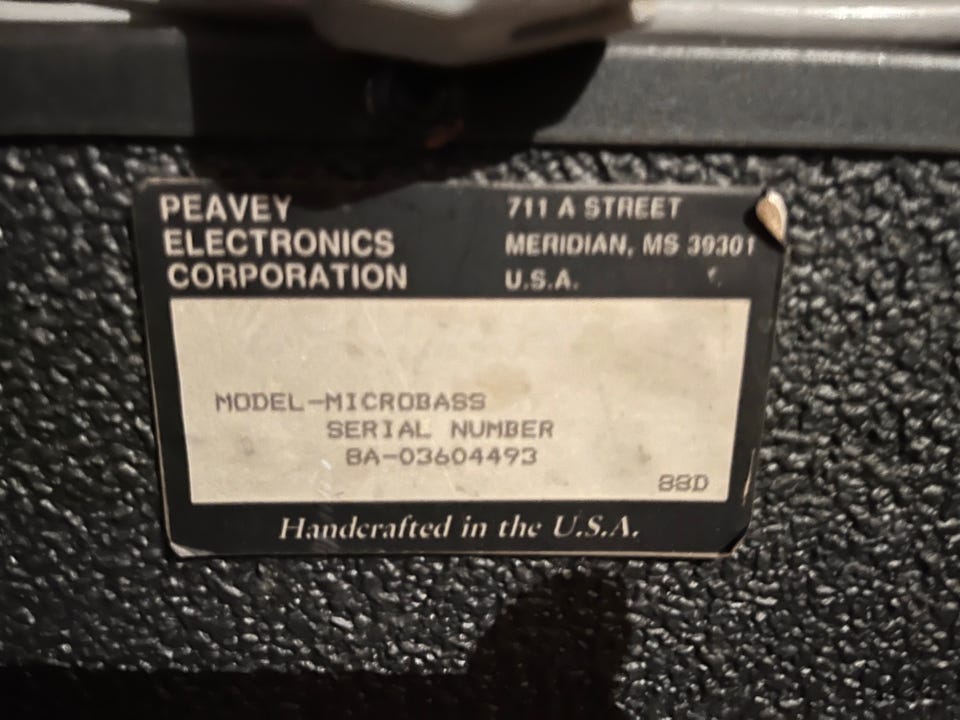 PEAVEY
ELECTRONICS
CORPORATION
711 A STREET
MERIDIAN, MS 39301
U.S.A.
MODEL-MICROBASS
SERIAL NUMBER
8A-03604493
88D
Handcrafted in the U.S.A.